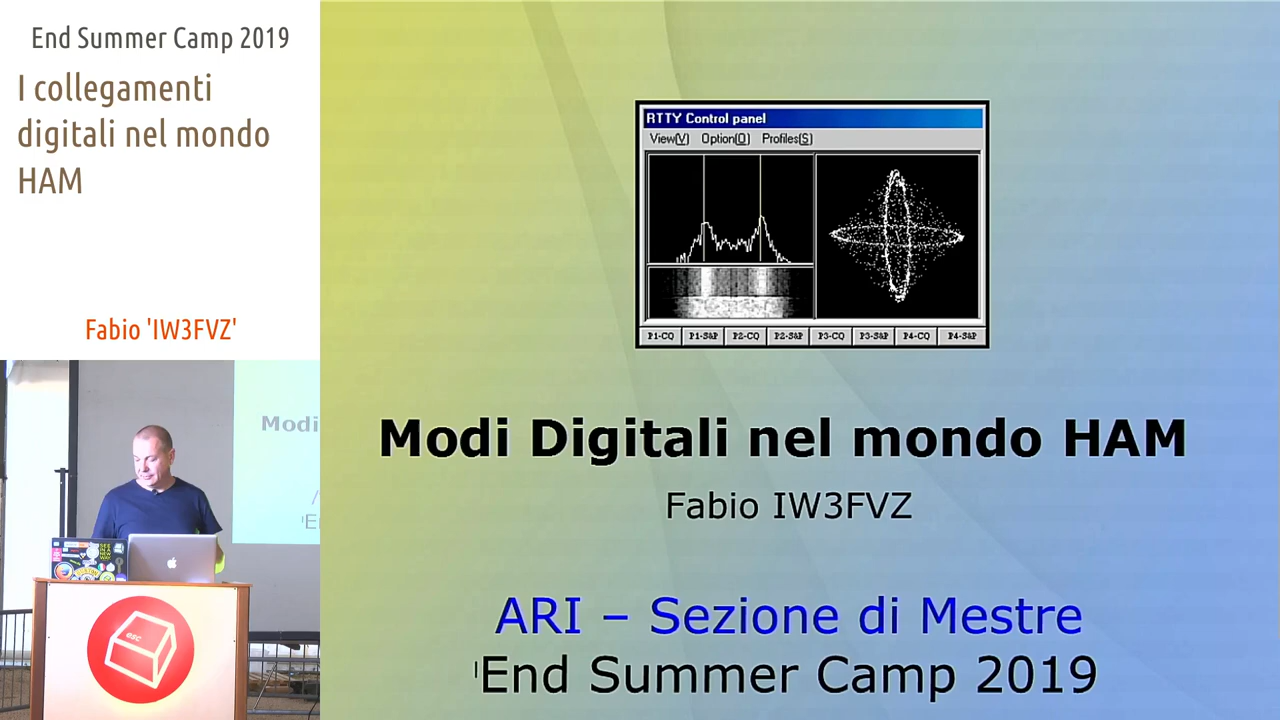 End Summer Camp 2019
I collegamenti
digitali nel mondo
HAM
Fabio 'IW3FVZ'
RTTY Control panel
View(V) Option(O) Profiles(S)
P1-CQ P1-S&P P2-CQ P2-S&P P3-CQ P3-S&P P4-CQ P4-S&P
Modi Digitali nel mondo HAM
Fabio IW3FVZ
ARI – Sezione di Mestre
End Summer Camp 2019
Modi
esc